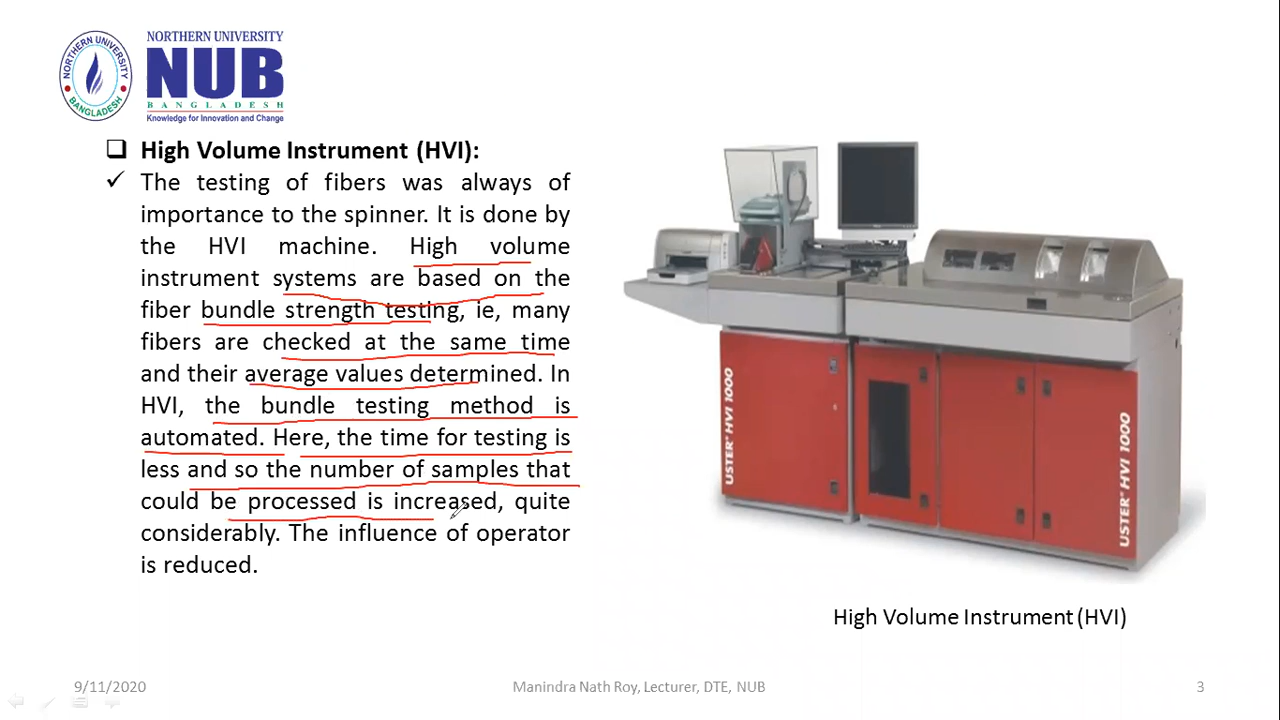 NORTHERN UNIVERSITY
NUB
BANGLADESH
Knowledge for Innovation and Change
NORTHERN UNIVERSITY
BANGLADESH
❑ High Volume Instrument (HVI):
✓ The testing of fibers was always of
importance to the spinner. It is done by
the HVI machine. High volume
instrument systems are based on the
fiber bundle strength testing, ie, many
fibers are checked at the same time
and their average values determined. In
HVI, the bundle testing method is
automated. Here, the time for testing is
less and so the number of samples that
could be processed is increased, quite
considerably. The influence of operator
is reduced.
USTER® HVI 1000
USTER® HVI 1000
High Volume Instrument (HVI)
9/11/2020
Manindra Nath Roy, Lecturer, DTE, NUB
3